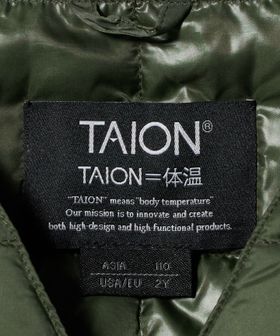 TAION®
TAION=体温
"TAION" means "body temperature"
Our mission is to innovate and create
both high-design and high-functional products.
ASIA 110
USA/EU 2Y